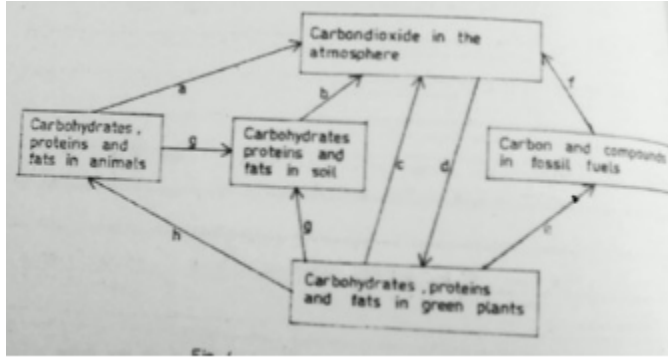 Carbondioxide in the
atmosphere
a
b
f
Carbohydrates,
proteins and
fats in animals
g
Carbohydrates
proteins and
fats in soil
c
d
Carbon and compounds
in fossil fuels
h
g
e
Carbohydrates, proteins
and fats in green plants